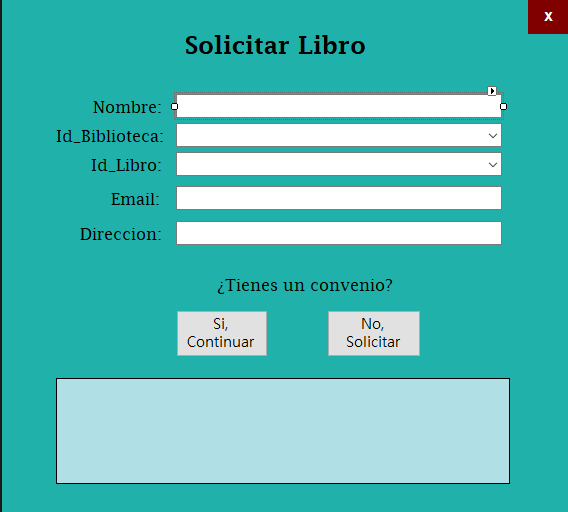 x
Solicitar Libro
Nombre:
Id_Biblioteca:
Id_Libro:
Email:
Direccion:
¿Tienes un convenio?
Si,
Continuar
No,
Solicitar